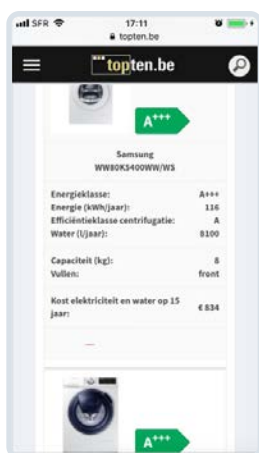 SFR 17:11
topten.be
topten.be
A+++
Samsung
WW80K5400WW/WS
Energieklasse: A+++
Energie (kWh/jaar): 116
Efficiëntieklasse centrifugatie: A
Water (l/jaar): 8100
Capaciteit (kg): 8
Vullen: front
Kost elektriciteit en water op 15 € 834
jaar:
A+++